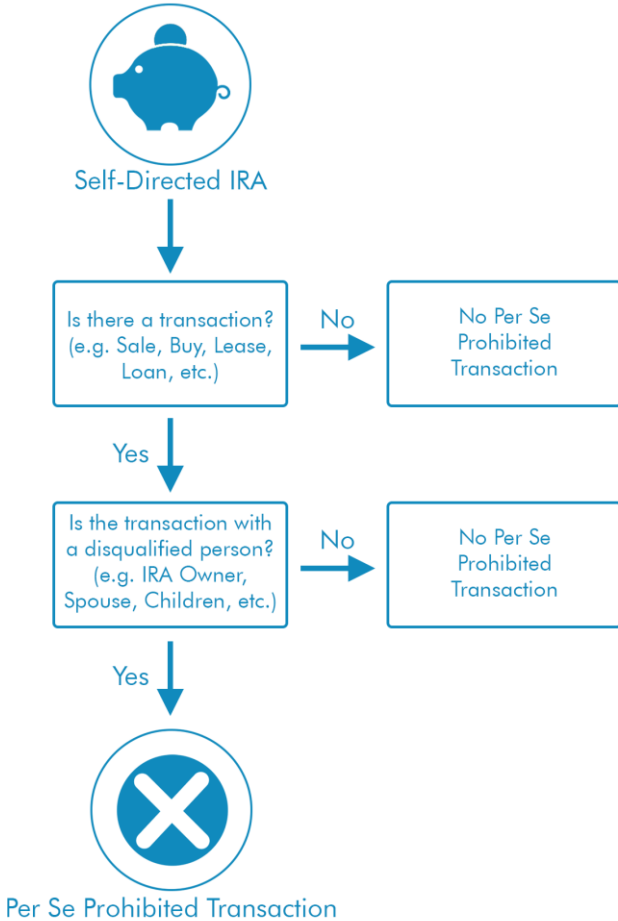 Self-Directed IRA
Is there a transaction?
(e.g. Sale, Buy, Lease,
Loan, etc.)
No
No Per Se
Prohibited
Transaction
Yes
Is the transaction with
a disqualified person?
(e.g. IRA Owner,
Spouse, Children, etc.)
No
No Per Se
Prohibited
Transaction
Yes
Per Se Prohibited Transaction